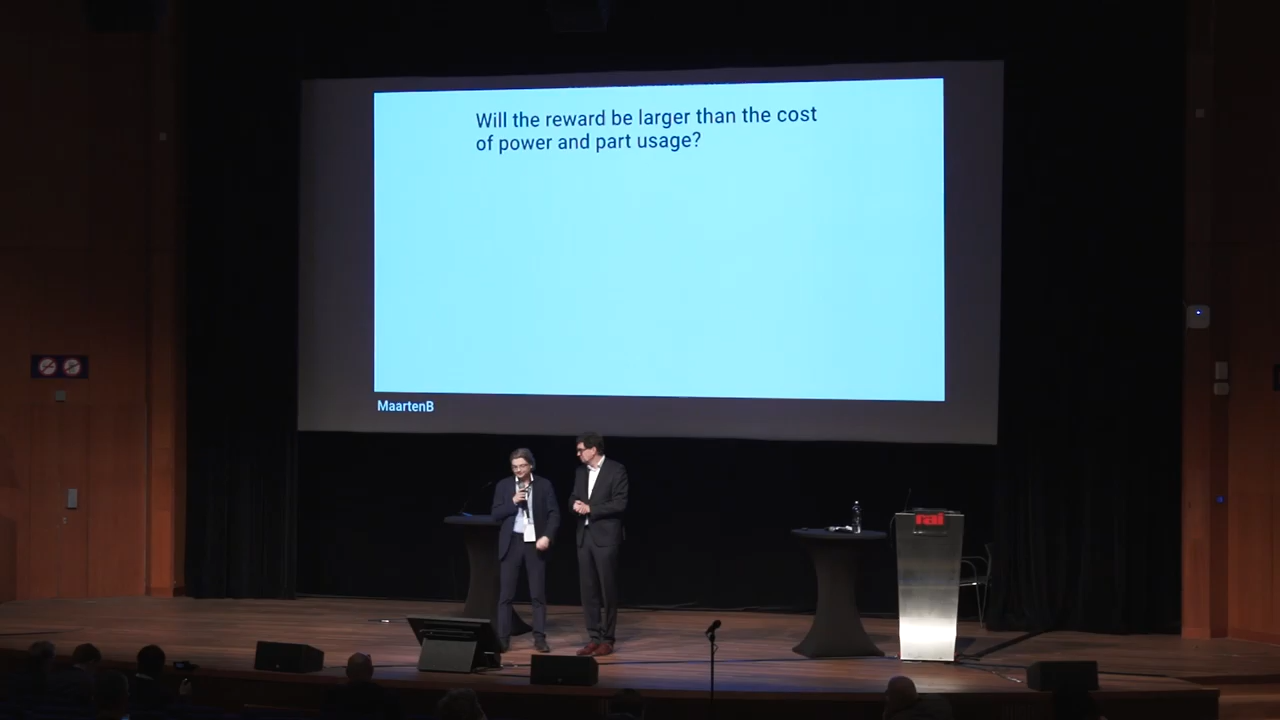 Will the reward be larger than the cost
of power and part usage?
MaartenB
rai